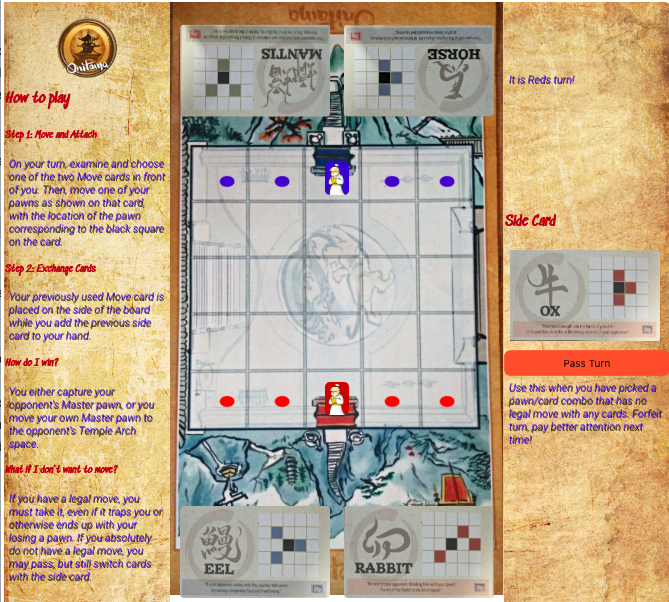 Onitama
How to play
Step 1: Move and Attach
On your turn, examine and choose
one of the two Move cards in front
of you. Then, move one of your
pawns as shown on that card,
with the location of the pawn
corresponding to the black square
on the card.
Step 2: Exchange Cards
Your previously used Move card is
placed on the side of the board
while you add the previous side
card to your hand.
How do I win?
You either capture your
opponent's Master pawn, or you
move your own Master pawn to
the opponent's Temple Arch
space.
What if I don't want to move?
If you have a legal move, you
must take it, even if it traps you or
otherwise ends up with your
losing a pawn. If you absolutely
do not have a legal move, you
may pass, but still switch cards
with the side card.
MANTIS
HORSE
EEL
RABBIT
It is Reds turn!
Side Card
牛
OX
Pass Turn
Use this when you have picked a
pawn/card combo that has no
legal move with any cards. Forfeit
turn, pay better attention next
time!